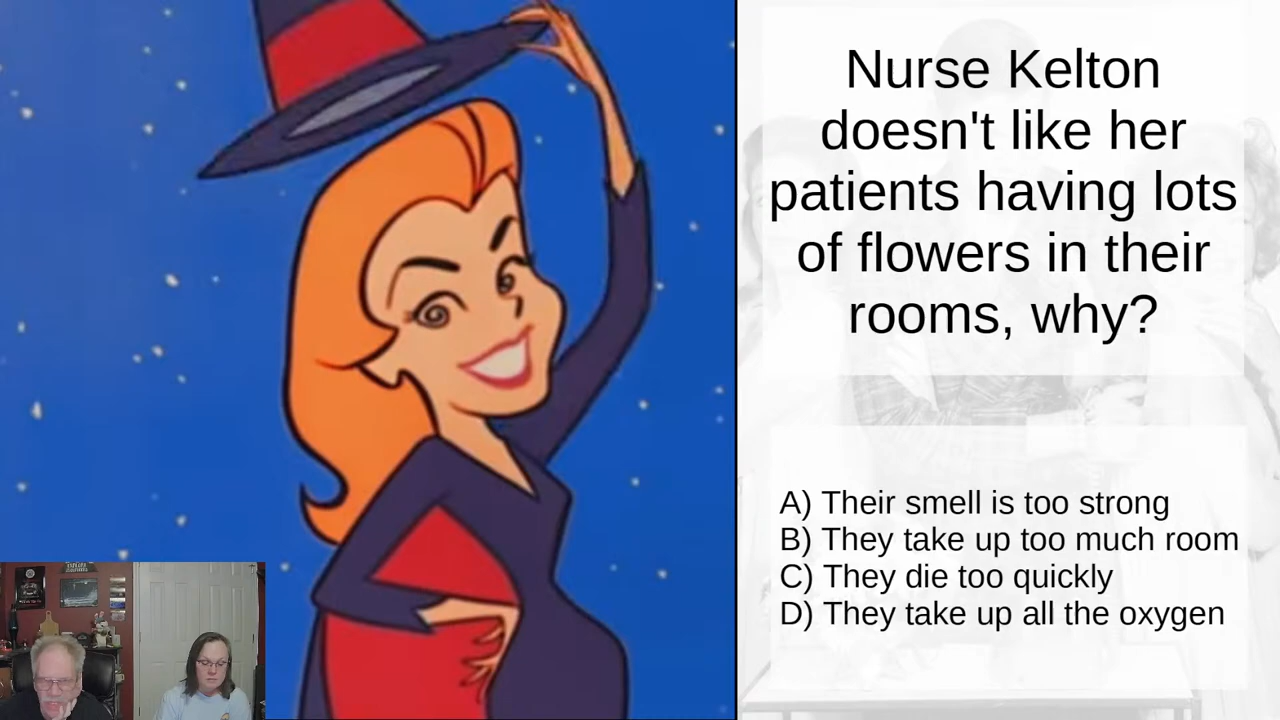 Nurse Kelton
doesn't like her
patients having lots
of flowers in their
rooms, why?
A) Their smell is too strong
B) They take up too much room
C) They die too quickly
D) They take up all the oxygen